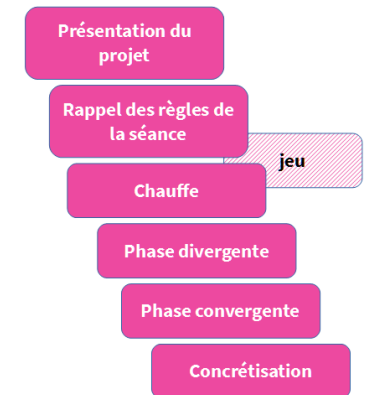 Présentation du
projet
Rappel des règles de
la séance
jeu
Chauffe
Phase divergente
Phase convergente
Concrétisation